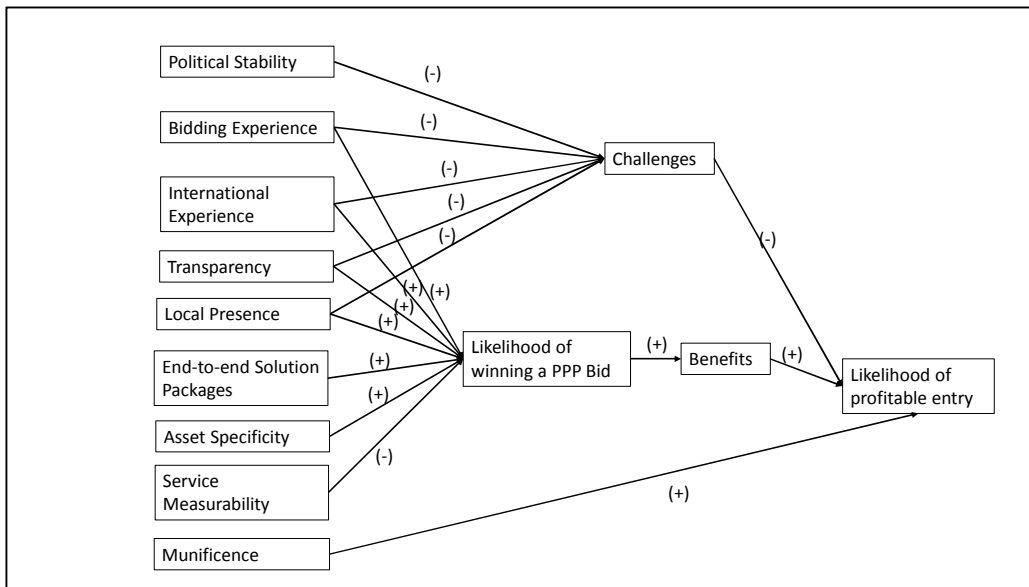 Political Stability
(-)
Bidding Experience
(-)
Challenges
(-)
International
Experience
(-)
(-)
Transparency
(-)
(+)
(+)
(+)
Local Presence
(+)
Likelihood of
winning a PPP Bid
(+)
Benefits
(+)
End-to-end Solution
Packages
(+)
Likelihood of
profitable entry
(+)
Asset Specificity
(-)
Service
Measurability
(+)
Munificence